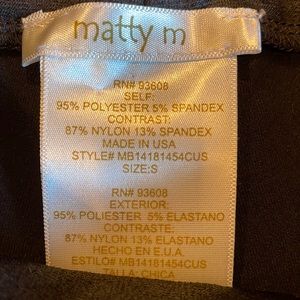 matty m
RN# 93608
SELF:
95% POLYESTER 5% SPANDEX
CONTRAST:
87% NYLON 13% SPANDEX
MADE IN USA
STYLE# MB14181454CUS
SIZE:S
RN# 93608
EXTERIOR:
95% POLIESTER 5% ELASTANO
CONTRASTE:
87% NYLON 13% ELASTANO
HECHO EN E.U.A.
ESTILO# MB14181454CUS
TALLA: CHICA